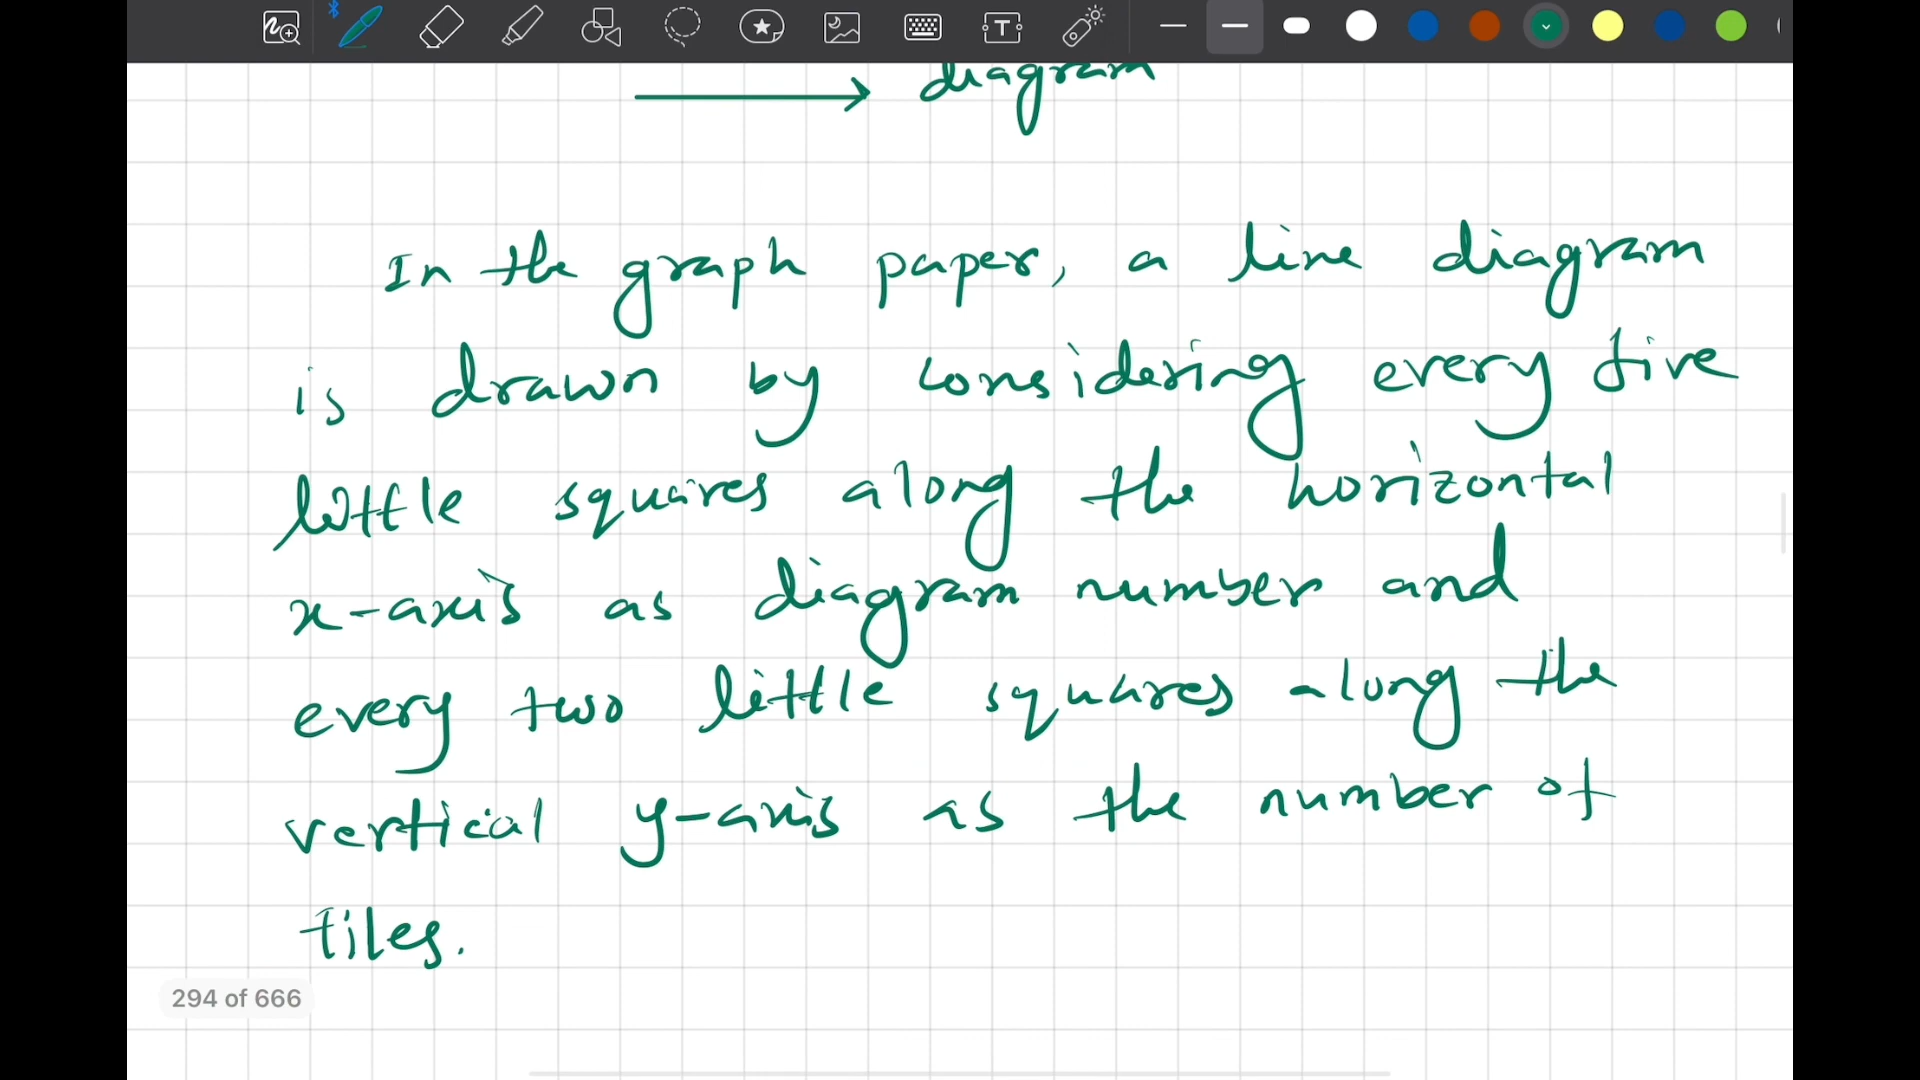 diagram
In the graph paper, a line diagram
is drawn by considering every five
little squares along the horizontal
x-axis as diagram number and
every two little squares along the
vertical y-axis as the number of
tiles.
294 of 666